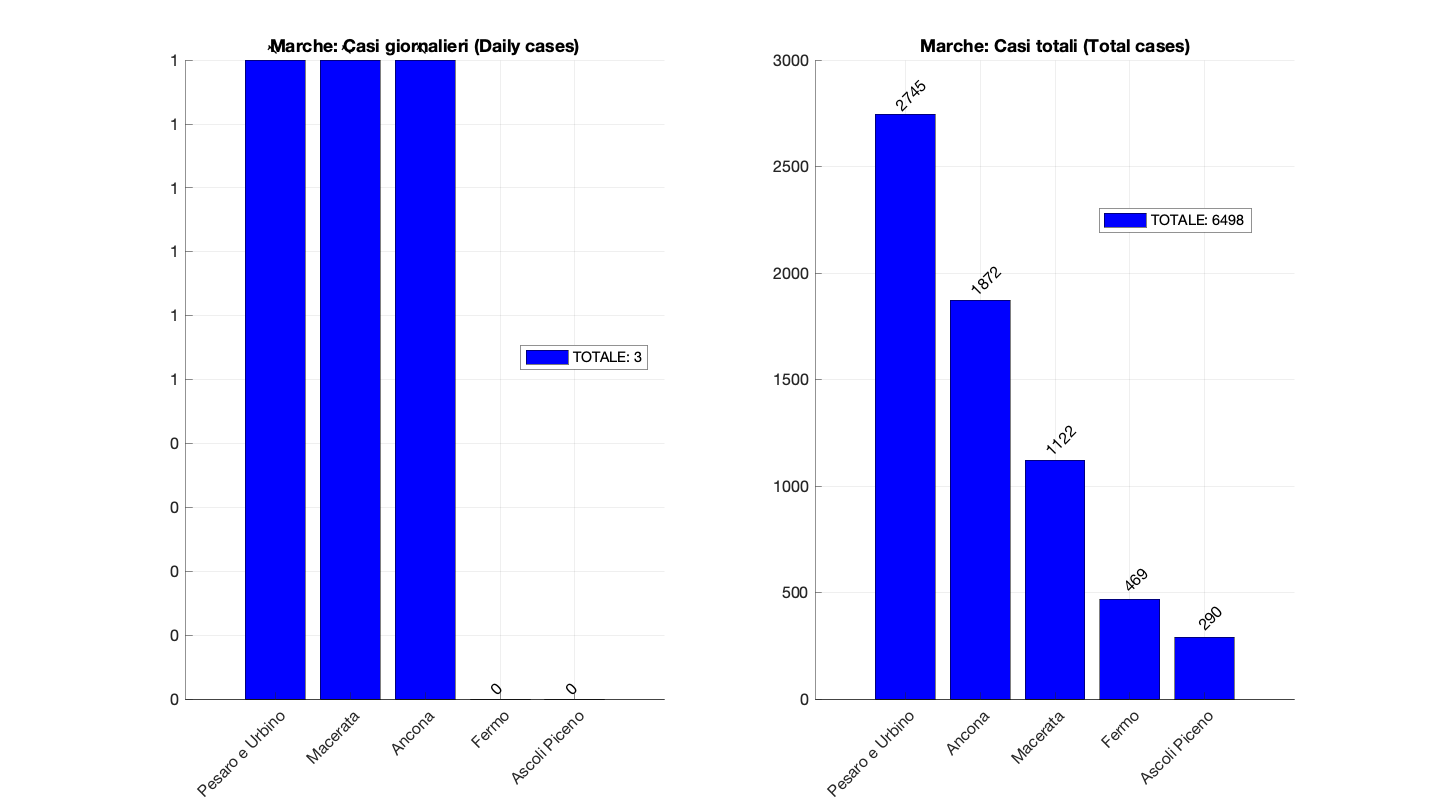 Marche: Casi giornalieri (Daily cases)
1
1
1
1
1
1
0
0
0
0
0
0
0
TOTALE: 3
Pesaro e Urbino
Macerata
Ancona
Fermo
Ascoli Piceno
Marche: Casi totali (Total cases)
3000
2500
2000
1500
1000
500
0
2745
1872
1122
469
290
TOTALE: 6498
Pesaro e Urbino
Ancona
Macerata
Fermo
Ascoli Piceno